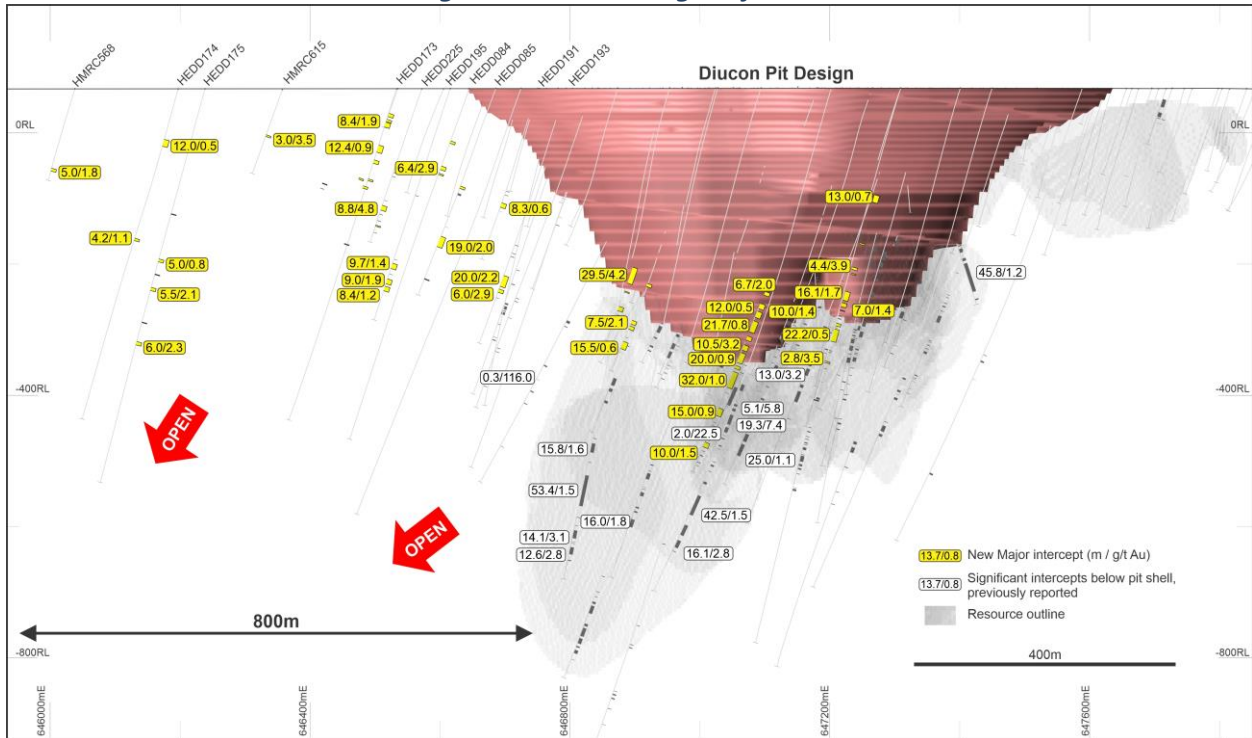 HMRC568
HEDD174
HEDD175
HMRC615
HEDD173
HEDD225
HEDD195
HEDD084
HEDD085
HEDD191
HEDD193
Diucon Pit Design
0RL
0RL
8.4/1.9
12.0/0.5
3.0/3.5
12.4/0.9
5.0/1.8
6.4/2.9
13.0/0.7
8.8/4.8
8.3/0.6
4.2/1.1
19.0/2.0
5.0/0.8
9.7/1.4
29.5/4.2
4.4/3.9
45.8/1.2
9.0/1.9
20.0/2.2
6.7/2.0
5.5/2.1
8.4/1.2
6.0/2.9
16.1/1.7
12.0/0.5
10.0/1.4
7.0/1.4
7.5/2.1
21.7/0.8
22.2/0.5
6.0/2.3
15.5/0.6
10.5/3.2
20.0/0.9
2.8/3.5
0.3/116.0
32.0/1.0
13.0/3.2
-400RL
-400RL
15.0/0.9
5.1/5.8
OPEN
2.0/22.5
19.3/7.4
15.8/1.6
10.0/1.5
25.0/1.1
53.4/1.5
16.0/1.8
42.5/1.5
OPEN
14.1/3.1
12.6/2.8
16.1/2.8
13.7/0.8 New Major intercept (m / g/t Au)
13.7/0.8 Significant intercepts below pit shell,
previously reported
Resource outline
800m
400m
-800RL
-800RL
646000mE
646400mE
646800mE
647200mE
647600mE